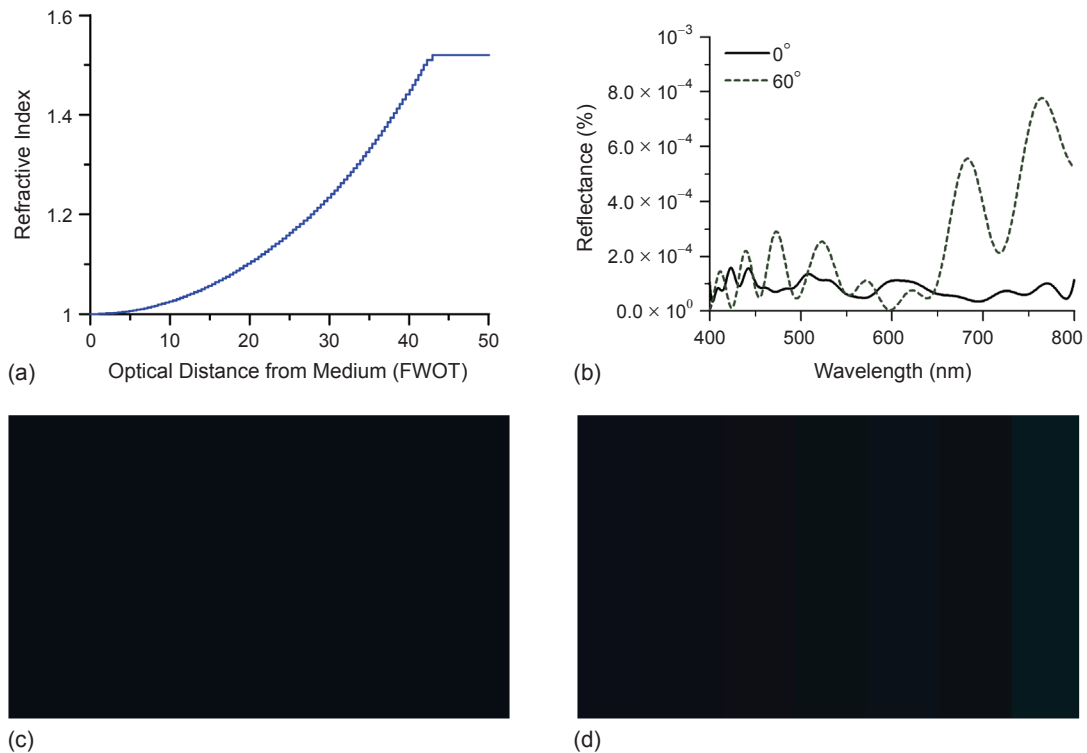 1.6
1.4
1.2
1
Refractive Index
0 10 20 30 40 50
Optical Distance from Medium (FWOT)
(a)
10⁻³
8.0 × 10⁻⁴
6.0 × 10⁻⁴
4.0 × 10⁻⁴
2.0 × 10⁻⁴
0.0 × 10⁰
Reflectance (%)
0°
60°
400 500 600 700 800
Wavelength (nm)
(b)
(c)
(d)